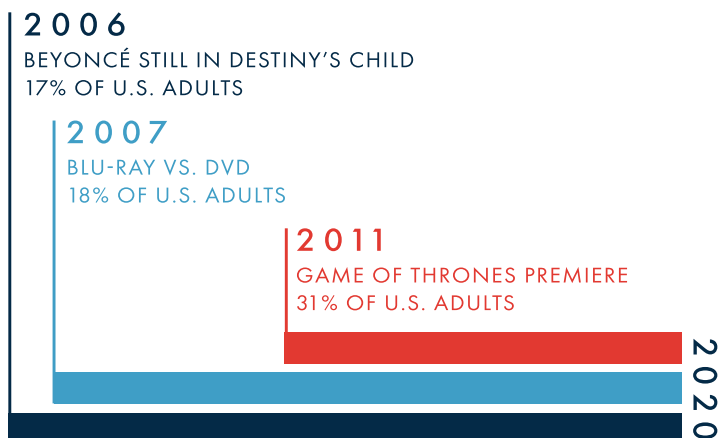 2006
BEYONCÉ STILL IN DESTINY’S CHILD
17% OF U.S. ADULTS
2007
BLU-RAY VS. DVD
18% OF U.S. ADULTS
2011
GAME OF THRONES PREMIERE
31% OF U.S. ADULTS
2020